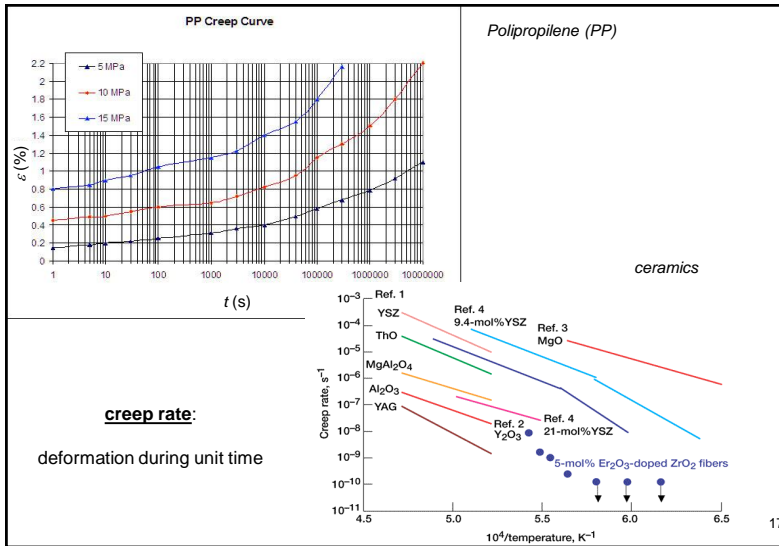 PP Creep Curve
2.2
2
1.8
1.6
1.4
1.2
1
0.8
0.6
0.4
0.2
0
ε (%)
5 MPa
10 MPa
15 MPa
1
10
100
1000
10000
100000
1000000
10000000
t (s)
Polipropilene (PP)
ceramics
creep rate:
deformation during unit time
10⁻³
10⁻⁴
10⁻⁵
10⁻⁶
10⁻⁷
10⁻⁸
10⁻⁹
10⁻¹⁰
10⁻¹¹
Creep rate, s⁻¹
Ref. 1
YSZ
ThO
MgAl₂O₄
Al₂O₃
YAG
Ref. 4
9.4-mol%YSZ
Ref. 3
MgO
Ref. 2
Y₂O₃
Ref. 4
21-mol%YSZ
5-mol% Er₂O₃-doped ZrO₂ fibers
4.5
5.0
5.5
6.0
6.5
10⁴/temperature, K⁻¹
17